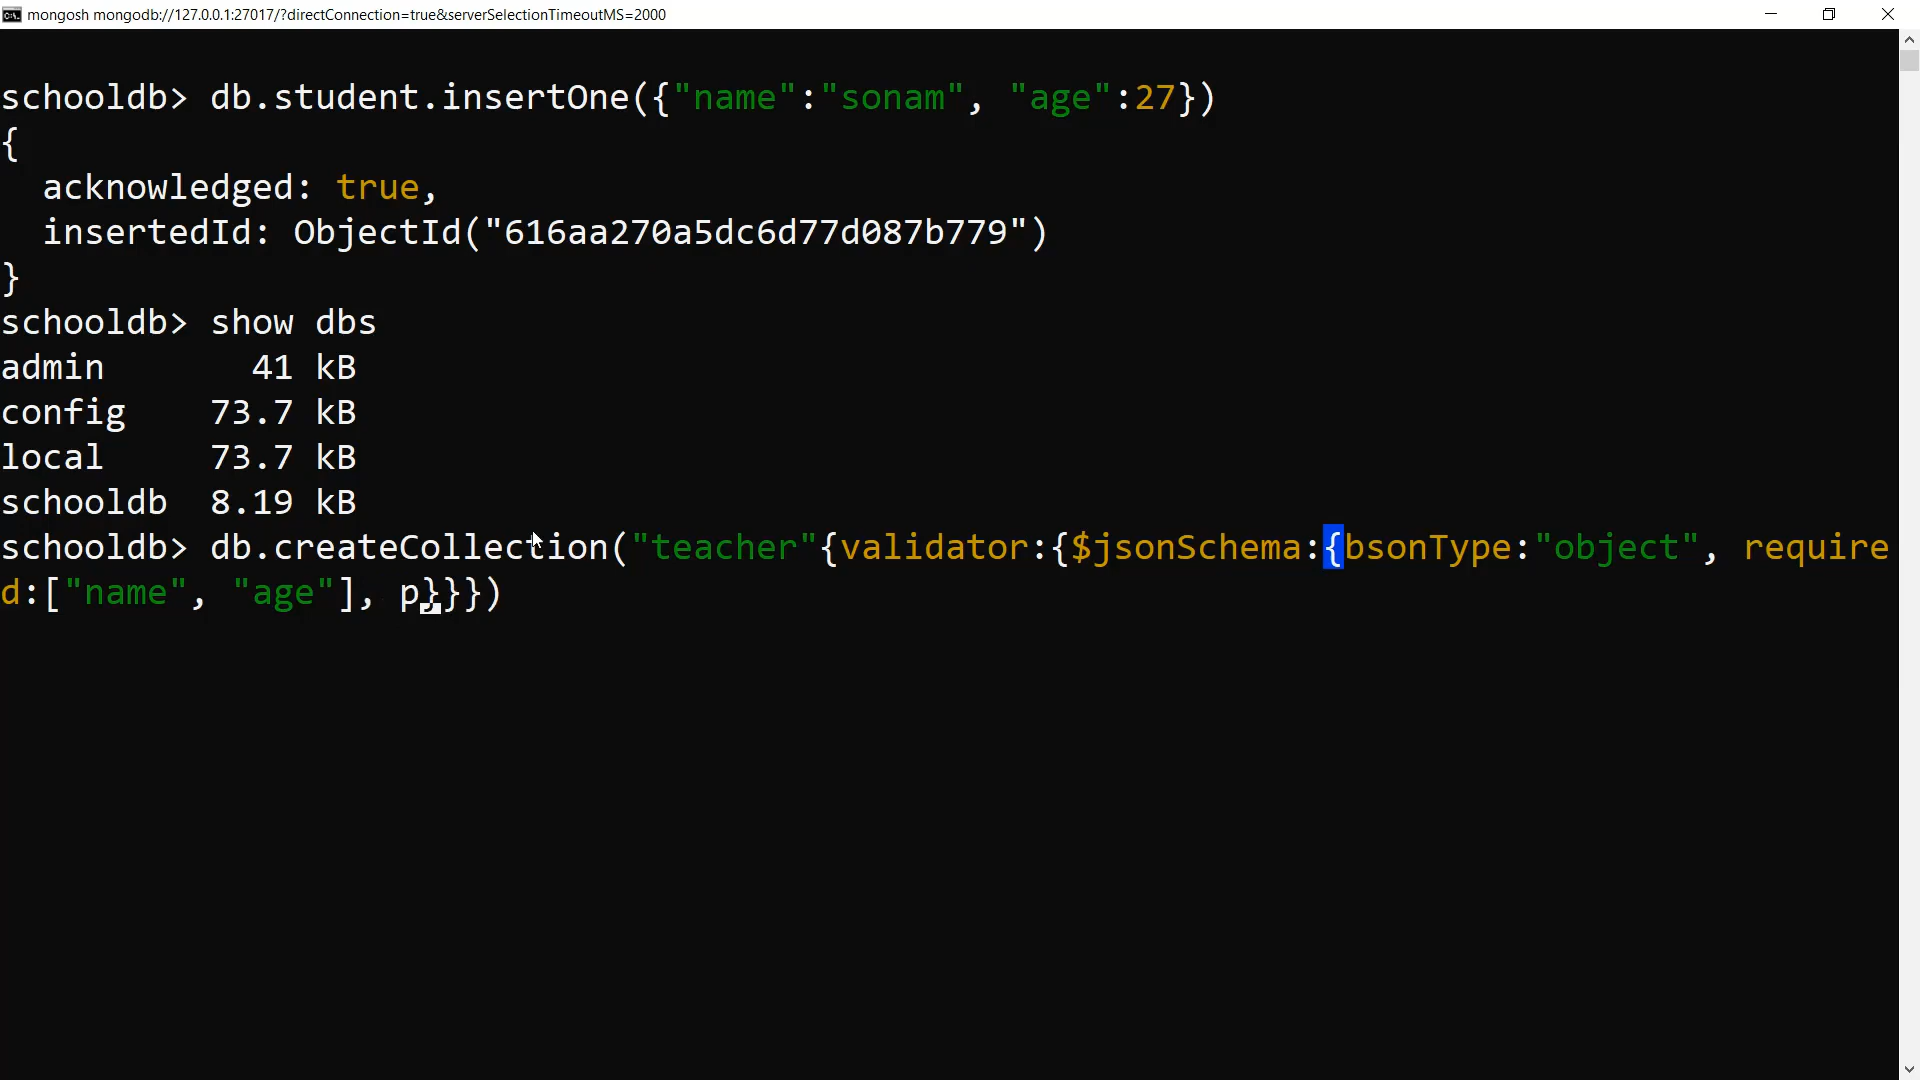 mongosh mongodb://127.0.0.1:27017/?directConnection=true&serverSelectionTimeoutMS=2000
schooldb> db.student.insertOne({"name":"sonam", "age":27})
{
  acknowledged: true,
  insertedId: ObjectId("616aa270a5dc6d77d087b779")
}
schooldb> show dbs
admin       41 kB
config    73.7 kB
local     73.7 kB
schooldb  8.19 kB
schooldb> db.createCollection("teacher"{validator:{$jsonSchema:{bsonType:"object", require
d:["name", "age"], p}}})